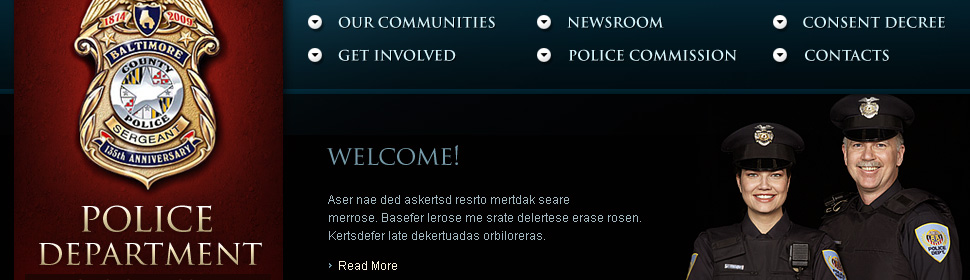 1874 2009
BALTIMORE
COUNTY
POLICE
SERGEANT
135th ANNIVERSARY
POLICE
DEPARTMENT
OUR COMMUNITIES
NEWSROOM
CONSENT DECREE
GET INVOLVED
POLICE COMMISSION
CONTACTS
WELCOME!
Aser nae ded askertsd resrto mertdak seare
merrose. Basefer lerose me srate delertese erase rosen.
Kertsdefer late dekertuadas orbiloreras.
› Read More
POLICE
DEPT.